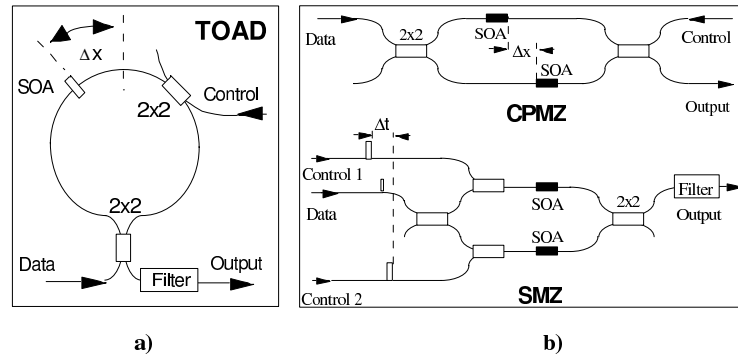 TOAD
Δx
SOA
2x2
Control
2x2
Data
Filter
Output
a)
Data
2x2
SOA
Δx
SOA
Control
Output
CPMZ
Δt
Control 1
Data
Control 2
SOA
SOA
2x2
Filter
Output
SMZ
b)